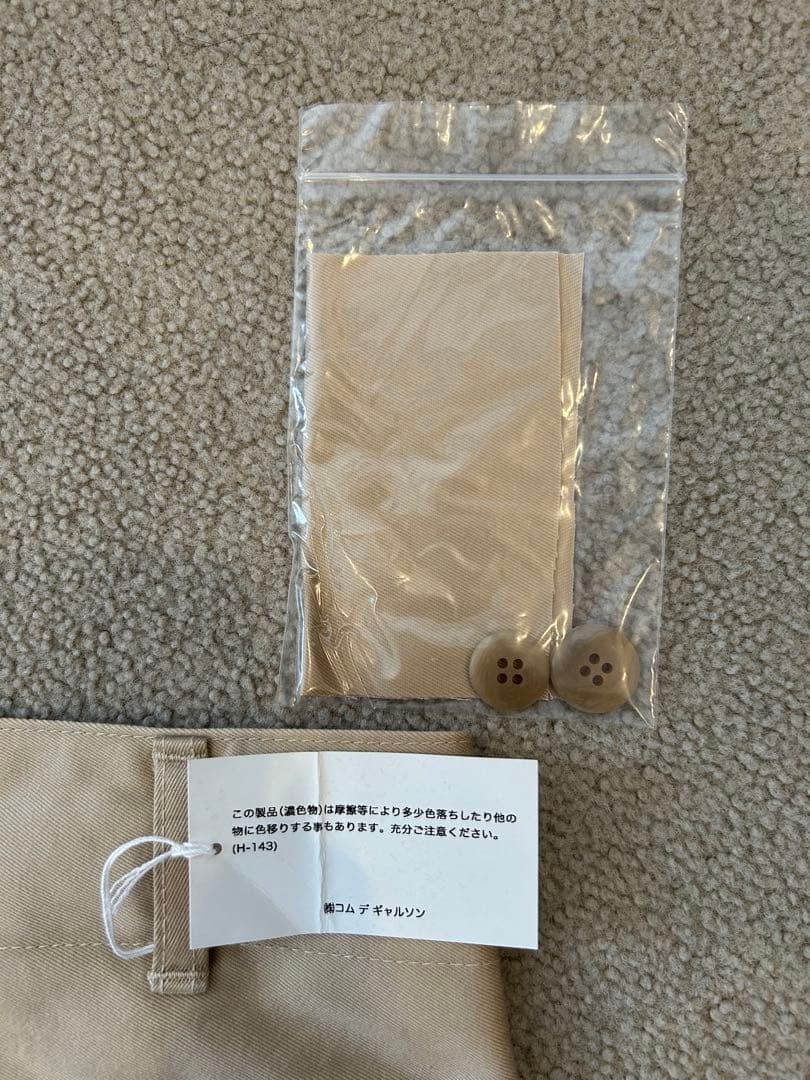 この製品(濃色物)は摩擦等により多少色落ちしたり他の
物に色移りする事もあります。充分ご注意ください。
(H-143)
㈱コム デ ギャルソン